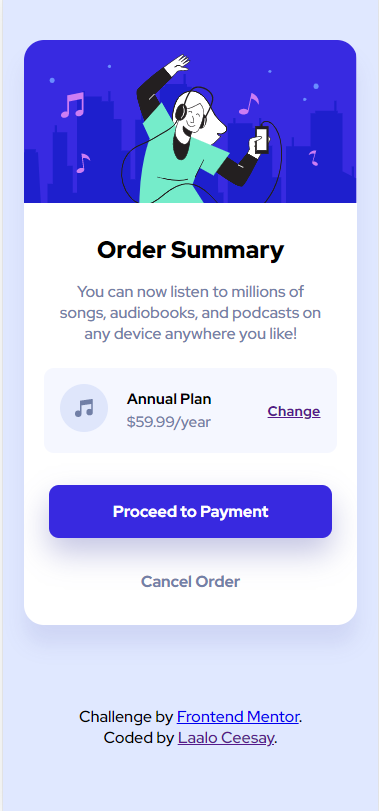 Order Summary
You can now listen to millions of
songs, audiobooks, and podcasts on
any device anywhere you like!
Annual Plan
$59.99/year
Change
Proceed to Payment
Cancel Order
Challenge by Frontend Mentor.
Coded by Laalo Ceesay.